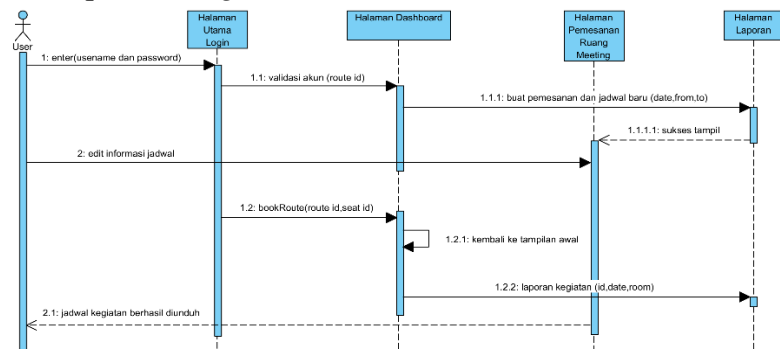 Halaman
Utama
Login
Halaman Dashboard
Halaman
Pemesanan
Ruang
Meeting
Halaman
Laporan
User
1: enter(usename dan password)
1.1: validasi akun (route id)
1.1.1: buat pemesanan dan jadwal baru (date,from,to)
1.1.1.1: sukses tampil
2: edit informasi jadwal
1.2: bookRoute(route id,seat id)
1.2.1: kembali ke tampilan awal
1.2.2: laporan kegiatan (id,date,room)
2.1: jadwal kegiatan berhasil diunduh